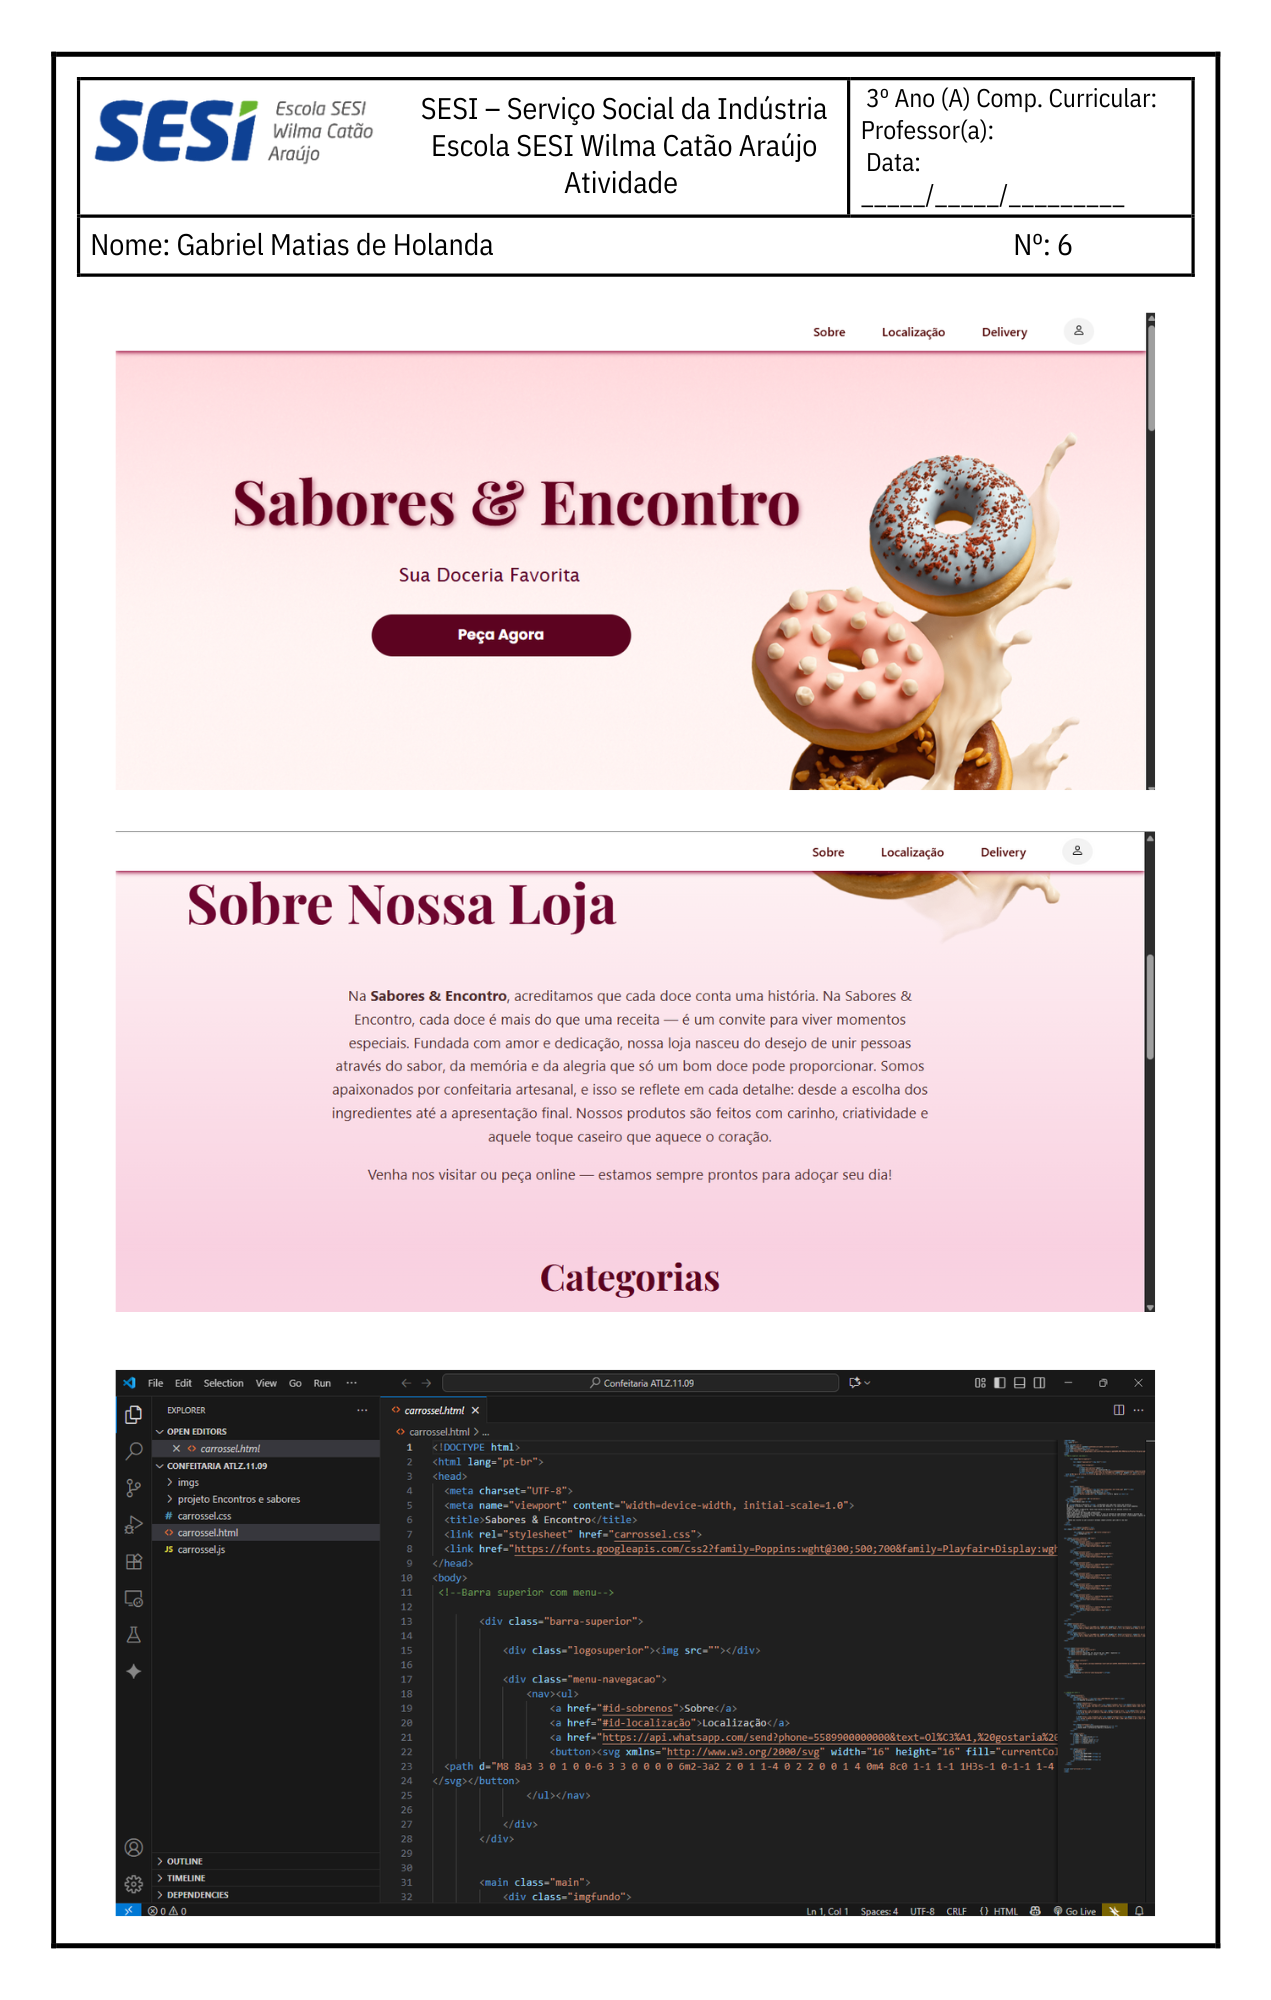 SESI
Escola SESI
Wilma Catão
Araújo
SESI – Serviço Social da Indústria
Escola SESI Wilma Catão Araújo
Atividade
3º Ano (A) Comp. Curricular:
Professor(a):
Data:
_____/_____/_________
Nome: Gabriel Matias de Holanda Nº: 6
Sobre Localização Delivery
Sabores & Encontro
Sua Doceria Favorita
Peça Agora
Sobre Localização Delivery
Sobre Nossa Loja
Na Sabores & Encontro, acreditamos que cada doce conta uma história. Na Sabores &
Encontro, cada doce é mais do que uma receita — é um convite para viver momentos
especiais. Fundada com amor e dedicação, nossa loja nasceu do desejo de unir pessoas
através do sabor, da memória e da alegria que só um bom doce pode proporcionar. Somos
apaixonados por confeitaria artesanal, e isso se reflete em cada detalhe: desde a escolha dos
ingredientes até a apresentação final. Nossos produtos são feitos com carinho, criatividade e
aquele toque caseiro que aquece o coração.
Venha nos visitar ou peça online — estamos sempre prontos para adoçar seu dia!
Categorias
File Edit Selection View Go Run ··· Confeitaria ATLZ.11.09
EXPLORER ···
OPEN EDITORS
carrossel.html
CONFEITARIA ATLZ.11.09
imgs
projeto Encontros e sabores
# carrossel.css
<> carrossel.html
JS carrossel.js
OUTLINE
TIMELINE
DEPENDENCIES
<> carrossel.html
<> carrossel.html > ...
1 <!DOCTYPE html>
2 <html lang="pt-br">
3 <head>
4 <meta charset="UTF-8">
5 <meta name="viewport" content="width=device-width, initial-scale=1.0">
6 <title>Sabores & Encontro</title>
7 <link rel="stylesheet" href="carrossel.css">
8 <link href="https://fonts.googleapis.com/css2?family=Poppins:wght@300;500;700&family=Playfair+Display:wgh
9 </head>
10 <body>
11 <!--Barra superior com menu-->
12
13 <div class="barra-superior">
14
15 <div class="logosuperior"><img src=""></div>
16
17 <div class="menu-navegacao">
18 <nav><ul>
19 <a href="#id-sobrenos">Sobre</a>
20 <a href="#id-localização">Localização</a>
21 <a href="https://api.whatsapp.com/send?phone=5589900000000&text=Ol%C3%A1,%20gostaria%20
22 <button><svg xmlns="http://www.w3.org/2000/svg" width="16" height="16" fill="currentCol
23 <path d="M8 8a3 3 0 1 0 0-6 3 3 0 0 0 0 6m2-3a2 2 0 1 1-4 0 2 2 0 0 1 4 0m4 8c0 1-1 1-1 1H3s-1 0-1-1 1-4
24 </svg></button>
25 </ul></nav>
26
27 </div>
28 </div>
29
30
31 <main class="main">
32 <div class="imgfundo">
0 0 Ln 1, Col 1 Spaces: 4 UTF-8 CRLF {} HTML Go Live